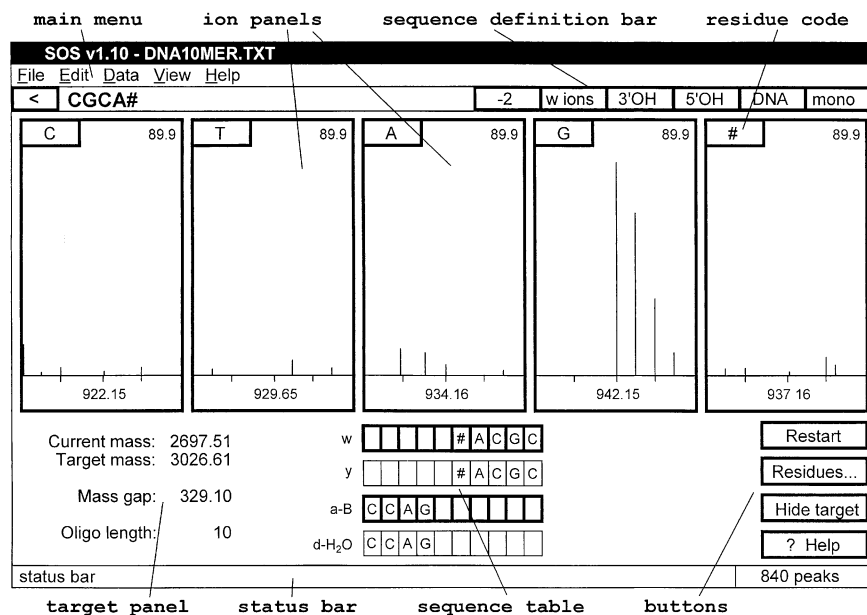 main menu ion panels sequence definition bar residue code
SOS v1.10 - DNA10MER.TXT
File Edit Data View Help
< CGCA# -2 w ions 3'OH 5'OH DNA mono
C 89.9 T 89.9 A 89.9 G 89.9 # 89.9
922.15 929.65 934.16 942.15 937 16
Current mass: 2697.51
Target mass: 3026.61
Mass gap: 329.10
Oligo length: 10
w # A C G C
y # A C G C
a-B C C A G
d-H₂O C C A G
Restart
Residues...
Hide target
? Help
status bar 840 peaks
target panel status bar sequence table buttons